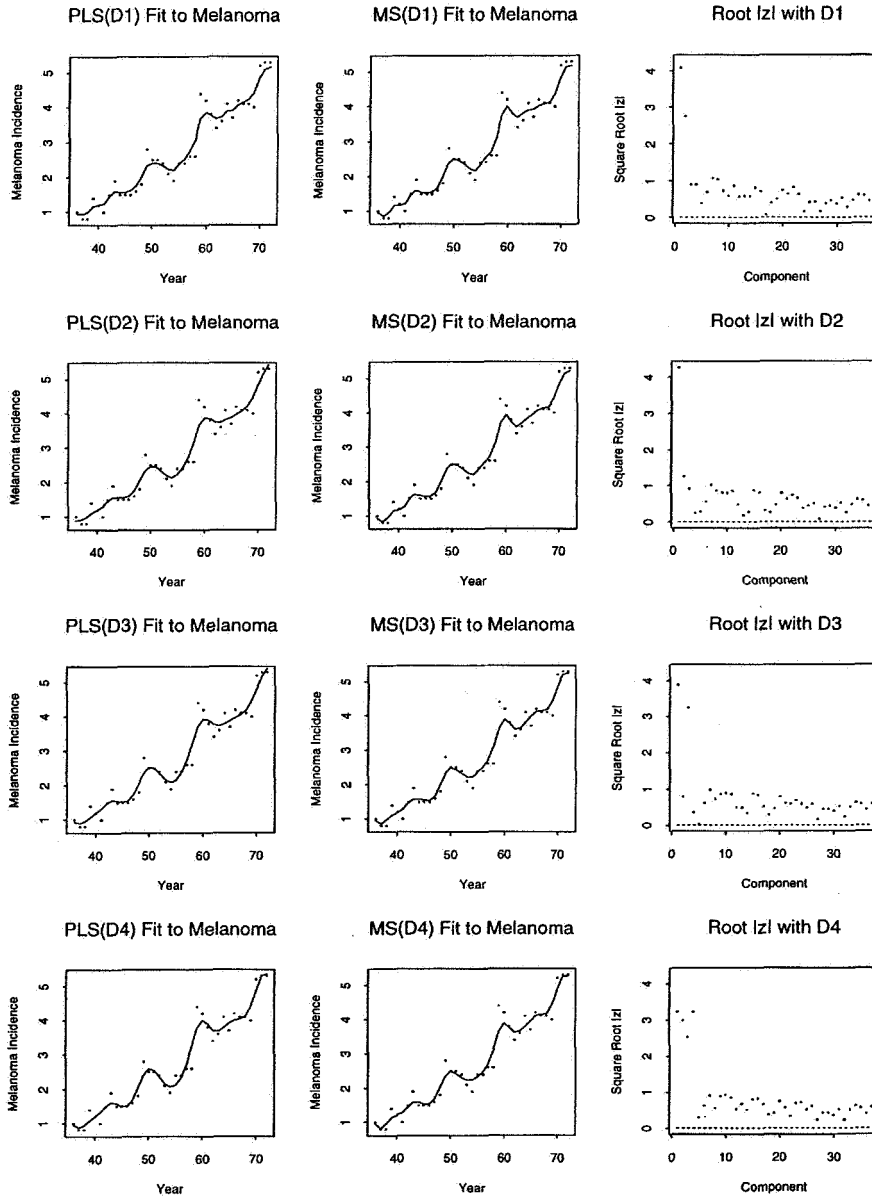 PLS(D1) Fit to Melanoma
Melanoma Incidence
1 2 3 4 5
40 50 60 70
Year
MS(D1) Fit to Melanoma
Melanoma Incidence
1 2 3 4 5
40 50 60 70
Year
Root |z| with D1
Square Root |z|
0 1 2 3 4
0 10 20 30
Component
PLS(D2) Fit to Melanoma
Melanoma Incidence
1 2 3 4 5
40 50 60 70
Year
MS(D2) Fit to Melanoma
Melanoma Incidence
1 2 3 4 5
40 50 60 70
Year
Root |z| with D2
Square Root |z|
0 1 2 3 4
0 10 20 30
Component
PLS(D3) Fit to Melanoma
Melanoma Incidence
1 2 3 4 5
40 50 60 70
Year
MS(D3) Fit to Melanoma
Melanoma Incidence
1 2 3 4 5
40 50 60 70
Year
Root |z| with D3
Square Root |z|
0 1 2 3 4
0 10 20 30
Component
PLS(D4) Fit to Melanoma
Melanoma Incidence
1 2 3 4 5
40 50 60 70
Year
MS(D4) Fit to Melanoma
Melanoma Incidence
1 2 3 4 5
40 50 60 70
Year
Root |z| with D4
Square Root |z|
0 1 2 3 4
0 10 20 30
Component